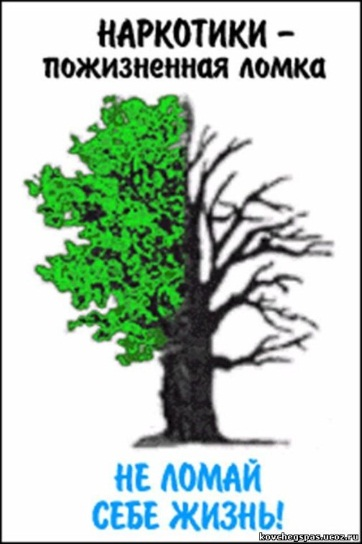 НАРКОТИКИ –
пожизненная ломка
НЕ ЛОМАЙ
СЕБЕ ЖИЗНЬ!
kovchegspas.ucoz.ru